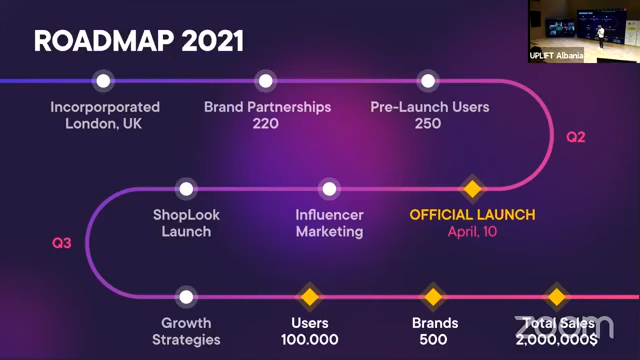 ROADMAP 2021
UPLIFT Albania
Incorporated
London, UK
Brand Partnerships
220
Pre-Launch Users
250
Q2
OFFICIAL LAUNCH
April, 10
Influencer
Marketing
ShopLook
Launch
Q3
Growth
Strategies
Users
100.000
Brands
500
Total Sales
2,000,000$
zoom